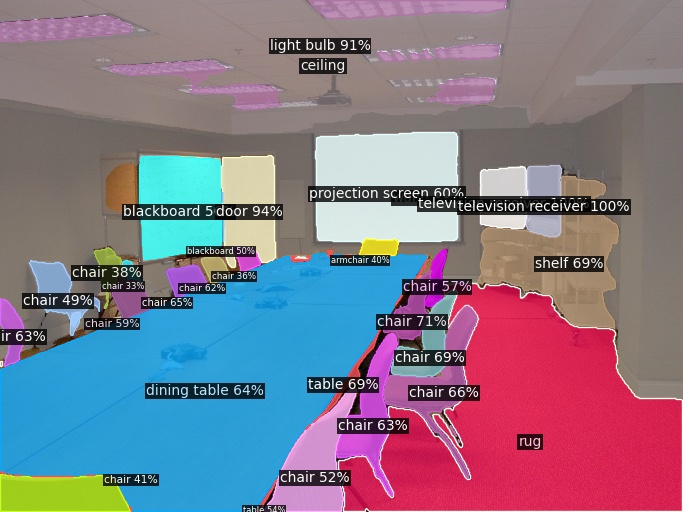 light bulb 91%
ceiling
projection screen 60%
televi
television receiver 100%
blackboard 5
door 94%
blackboard 50%
armchair 40%
shelf 69%
chair 38%
chair 36%
chair 33%
chair 62%
chair 57%
chair 49%
chair 65%
chair 59%
chair 71%
ir 63%
chair 69%
dining table 64%
table 69%
chair 66%
chair 63%
rug
chair 52%
chair 41%
table 54%